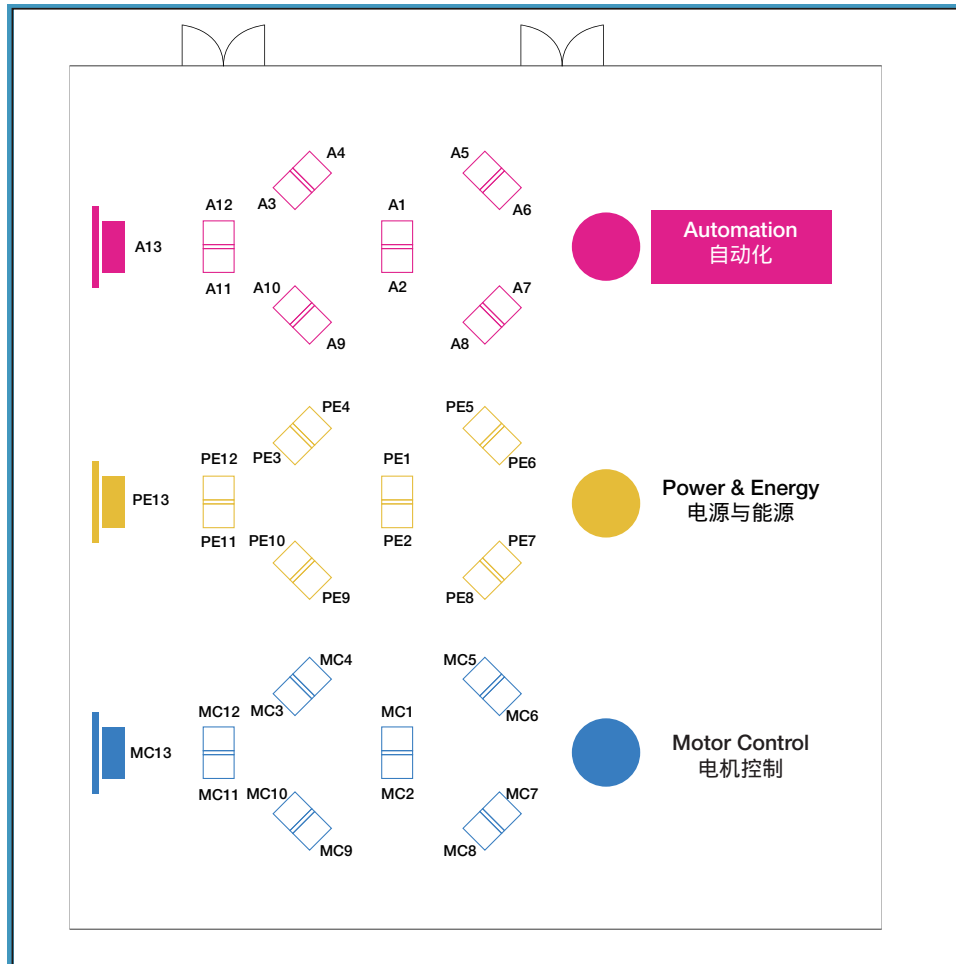 A4
A5
A3
A6
A12
A1
A13
Automation
自动化
A11
A2
A10
A7
A9
A8
PE4
PE5
PE3
PE6
PE12
PE1
PE13
Power & Energy
电源与能源
PE11
PE2
PE10
PE7
PE9
PE8
MC4
MC5
MC3
MC6
MC12
MC1
MC13
Motor Control
电机控制
MC11
MC2
MC10
MC7
MC9
MC8